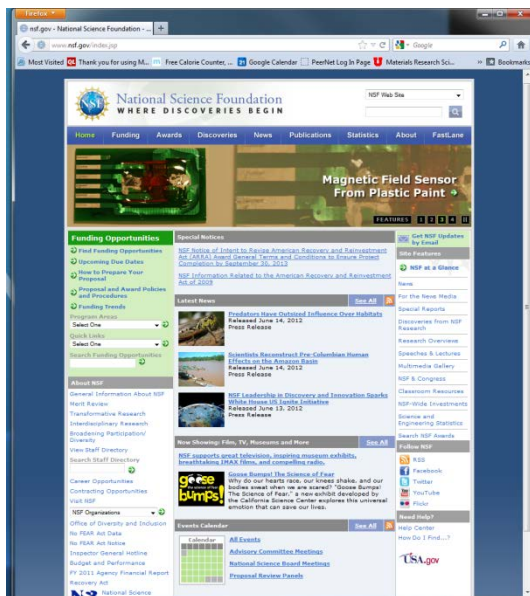 Firefox
nsf.gov - National Science Foundation - ...
www.nsf.gov/index.jsp
Google
Most Visited
Thank you for using M...
Free Calorie Counter, ...
Google Calendar
PeerNet Log In Page
Materials Research Sci...
Bookmarks
National Science Foundation
WHERE DISCOVERIES BEGIN
NSF Web Site
Home
Funding
Awards
Discoveries
News
Publications
Statistics
About
FastLane
Magnetic Field Sensor
From Plastic Paint
FEATURES 1 2 3 4
Funding Opportunities
Find Funding Opportunities
Upcoming Due Dates
How to Prepare Your
Proposal
Proposal and Award Policies
and Procedures
Funding Trends
Program Areas
Select One
Quick Links
Select One
Search Funding Opportunities
About NSF
General Information About NSF
Merit Review
Transformative Research
Interdisciplinary Research
Broadening Participation/
Diversity
View Staff Directory
Search Staff Directory
Career Opportunities
Contracting Opportunities
Visit NSF
NSF Organizations
Office of Diversity and Inclusion
No FEAR Act Data
No FEAR Act Notice
Inspector General Hotline
Budget and Performance
FY 2011 Agency Financial Report
Recovery Act
National Science
Special Notices
NSF Notice of Intent to Revise American Recovery and Reinvestment
Act (ARRA) Award General Terms and Conditions to Ensure Project
Completion by September 30, 2013
NSF Information Related to the American Recovery and Reinvestment
Act of 2009
Latest News
See All
Predators Have Outsized Influence Over Habitats
Released June 14, 2012
Press Release
Scientists Reconstruct Pre-Columbian Human
Effects on the Amazon Basin
Released June 14, 2012
Press Release
NSF Leadership in Discovery and Innovation Sparks
White House US Ignite Initiative
Released June 13, 2012
Press Release
Now Showing: Film, TV, Museums and More
See All
NSF supports great television, inspiring museum exhibits,
breathtaking IMAX films, and compelling radio.
goose
bumps!
Goose Bumps! The Science of Fear
Why do our hearts race, our knees shake, and our
bodies sweat when we are scared? "Goose Bumps!
The Science of Fear," a new exhibit developed by
the California Science Center explores this universal
emotion that can save our lives.
Events Calendar
See All
Calendar
All Events
Advisory Committee Meetings
National Science Board Meetings
Proposal Review Panels
Get NSF Updates
by Email
Site Features
NSF at a Glance
News
For the News Media
Special Reports
Discoveries from NSF
Research
Research Overviews
Speeches & Lectures
Multimedia Gallery
NSF & Congress
Classroom Resources
NSF-Wide Investments
Science and
Engineering Statistics
Search NSF Awards
Follow NSF
RSS
Facebook
Twitter
YouTube
Flickr
Need Help?
Help Center
How Do I Find...?
USA.gov